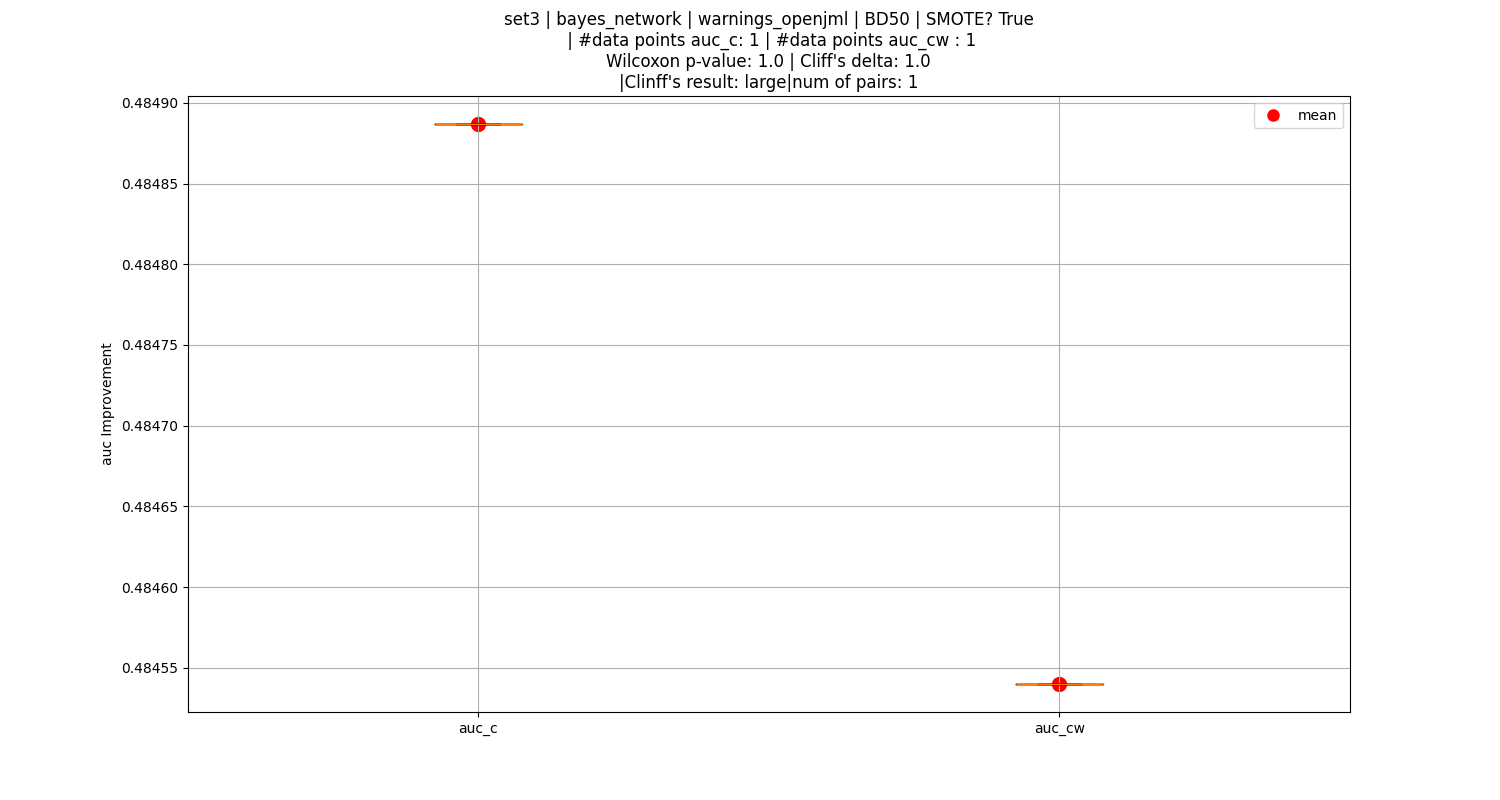 set3 | bayes_network | warnings_openjml | BD50 | SMOTE? True
| #data points auc_c: 1 | #data points auc_cw : 1
Wilcoxon p-value: 1.0 | Cliff's delta: 1.0
|Clinff's result: large|num of pairs: 1
mean
0.48490
0.48485
0.48480
0.48475
0.48470
0.48465
0.48460
0.48455
auc Improvement
auc_c
auc_cw